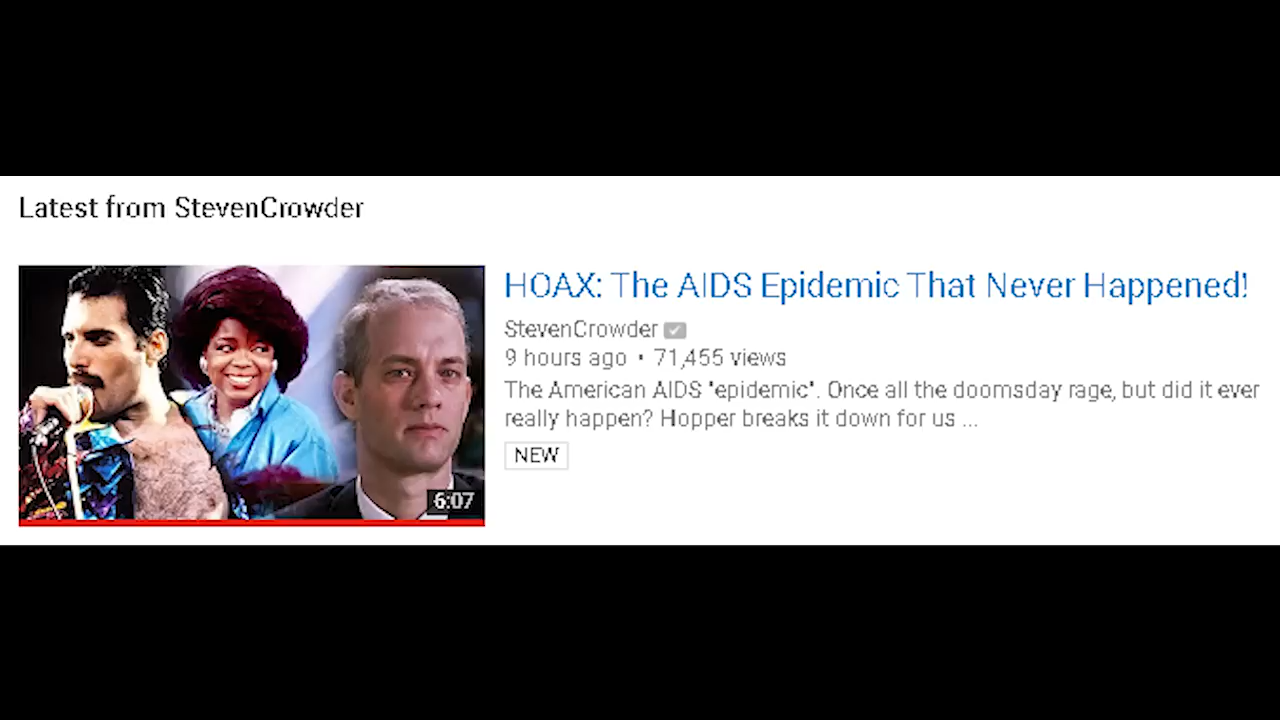 Latest from StevenCrowder
HOAX: The AIDS Epidemic That Never Happened!
StevenCrowder
9 hours ago • 71,455 views
The American AIDS "epidemic". Once all the doomsday rage, but did it ever
really happen? Hopper breaks it down for us ...
NEW
6:07